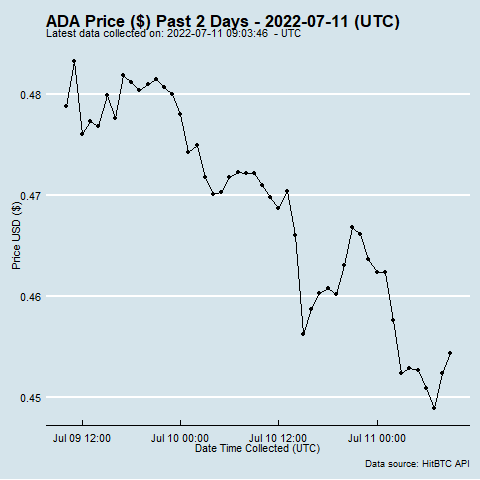 ADA Price ($) Past 2 Days - 2022-07-11 (UTC)
Latest data collected on: 2022-07-11 09:03:46 - UTC
0.48
0.47
0.46
0.45
Price USD ($)
Jul 09 12:00
Jul 10 00:00
Jul 10 12:00
Jul 11 00:00
Date Time Collected (UTC)
Data source: HitBTC API